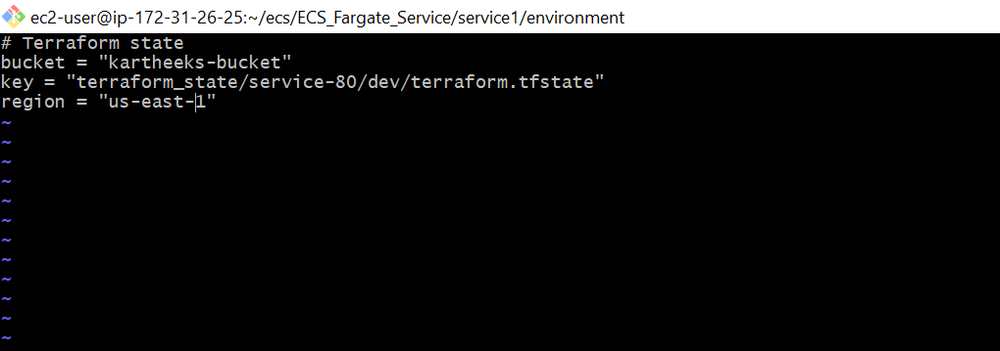 ec2-user@ip-172-31-26-25:~/ecs/ECS_Fargate_Service/service1/environment
# Terraform state
bucket = "kartheeks-bucket"
key = "terraform_state/service-80/dev/terraform.tfstate"
region = "us-east-1"
~
~
~
~
~
~
~
~
~
~
~
~